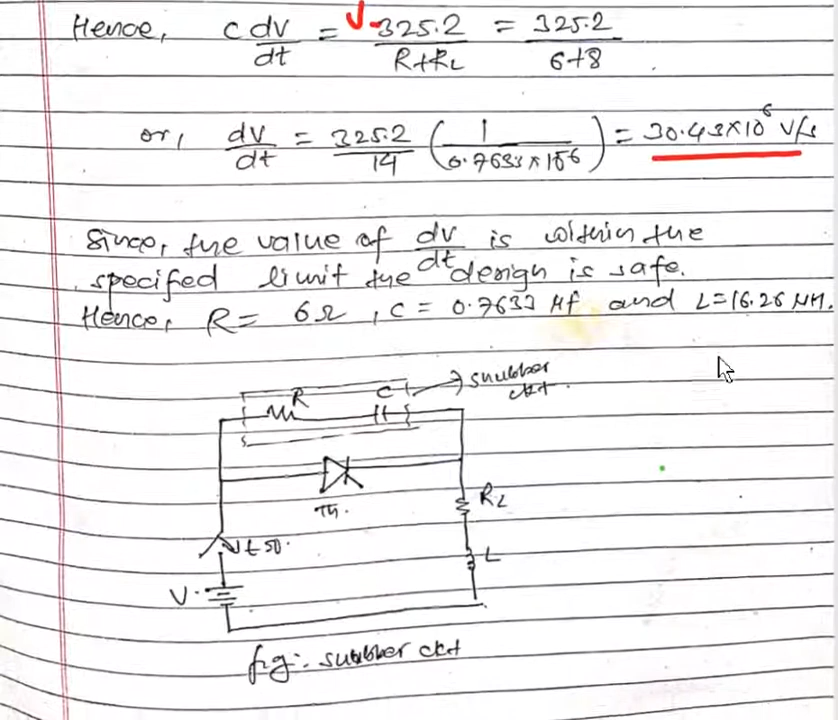 Hence, C dv/dt = 325.2/(R+RL) = 325.2/(6+8)
or, dv/dt = 325.2/14 (1/(0.7633×10^-6)) = 30.43×10^6 V/s
Since, the value of dv/dt is within the
specified limit the design is safe.
Hence, R = 6Ω, C = 0.7633 μf and L=16.26 μH.
R C snubber
ckt.
TH.
RL
t=0.
L
V.
fig:- snubber ckt